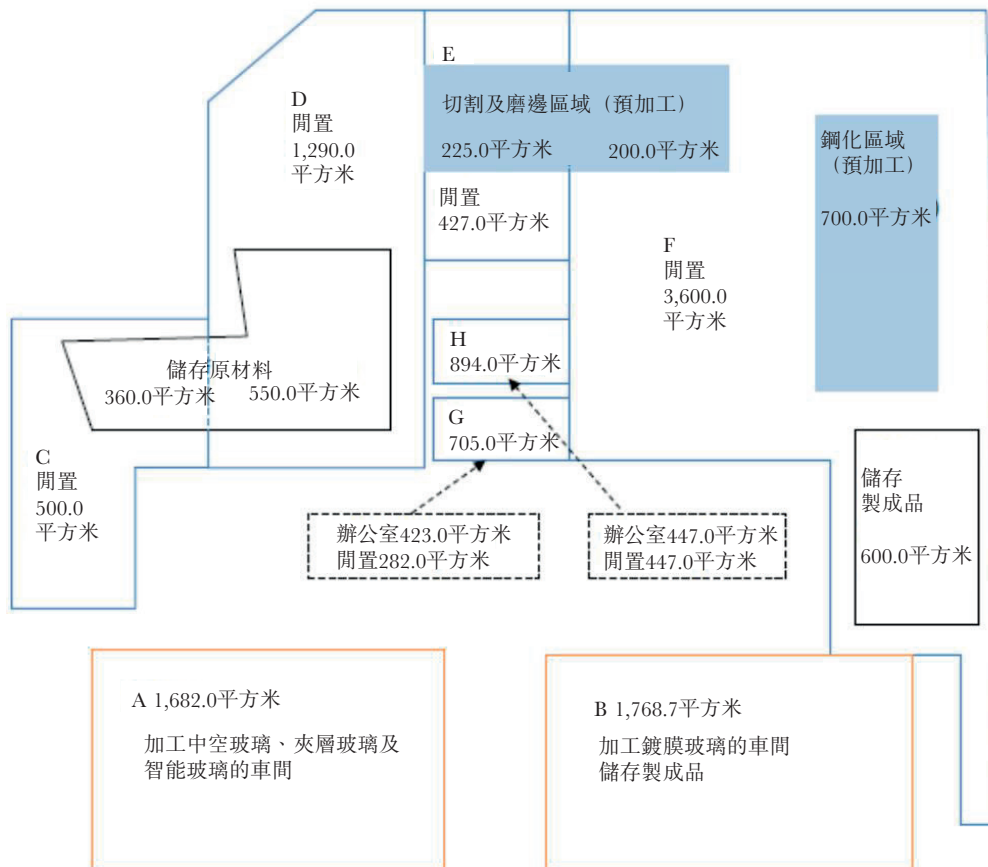 E
切割及磨邊區域（預加工）
225.0平方米
200.0平方米
閒置
427.0平方米
D
閒置
1,290.0
平方米
鋼化區域
（預加工）
700.0平方米
F
閒置
3,600.0
平方米
儲存原材料
360.0平方米
550.0平方米
H
894.0平方米
G
705.0平方米
C
閒置
500.0
平方米
辦公室423.0平方米
閒置282.0平方米
辦公室447.0平方米
閒置447.0平方米
儲存
製成品
600.0平方米
A 1,682.0平方米
加工中空玻璃、夾層玻璃及
智能玻璃的車間
B 1,768.7平方米
加工鍍膜玻璃的車間
儲存製成品